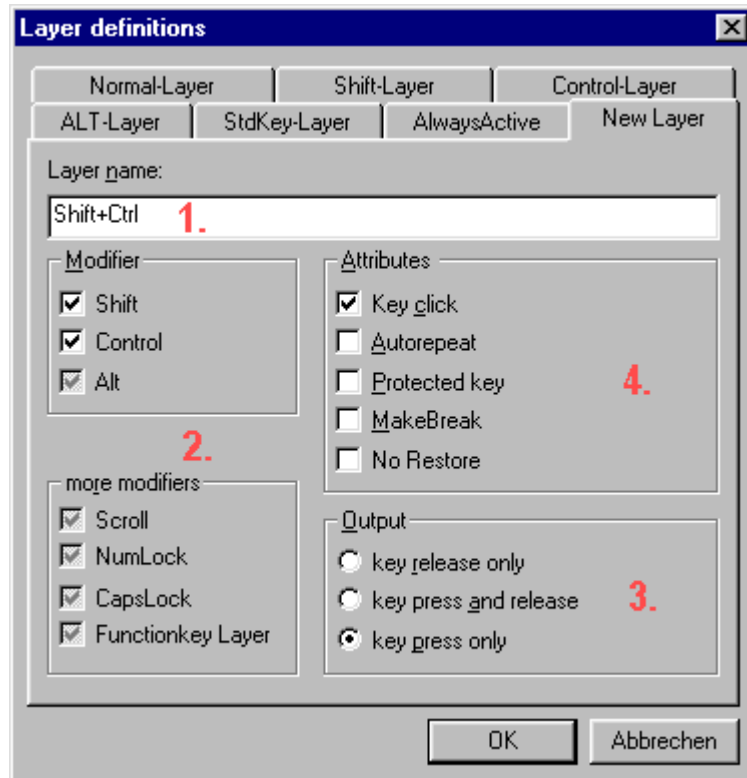 Layer definitions
Normal-Layer Shift-Layer Control-Layer
ALT-Layer StdKey-Layer AlwaysActive New Layer
Layer name:
Shift+Ctrl 1.
Modifier
Shift
Control
Alt
2.
more modifiers
Scroll
NumLock
CapsLock
Functionkey Layer
Attributes
Key click
Autorepeat
Protected key
4.
MakeBreak
No Restore
Output
key release only
key press and release 3.
key press only
OK Abbrechen